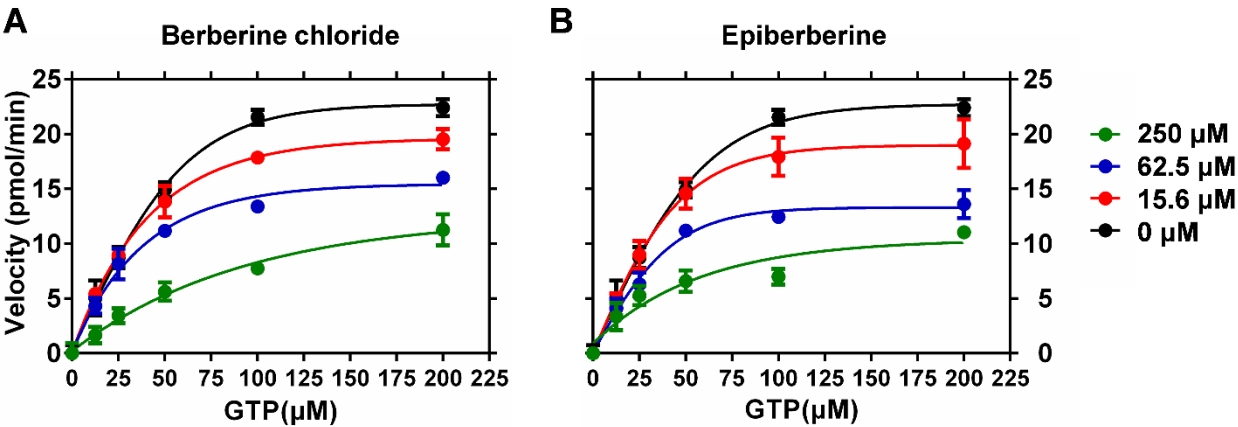 A
Berberine chloride
B
Epiberberine
Velocity (pmol/min)
25
20
15
10
5
0
0 25 50 75 100 125 150 175 200 225
GTP(µM)
25
20
15
10
5
0
0 25 50 75 100 125 150 175 200 225
GTP(µM)
250 µM
62.5 µM
15.6 µM
0 µM